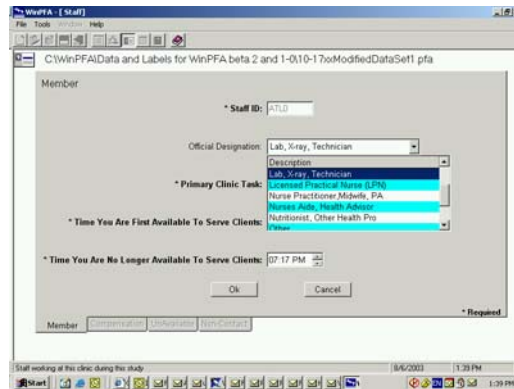 WinPFA - [ Staff]
File Tools Window Help
C:\WinPFA\Data and Labels for WinPFA beta 2 and 1-0\10-17xxModifiedDataSet1.pfa
Member
* Staff ID: ATLD
Official Designation: Lab, X-ray, Technician
Description
Lab, X-ray, Technician
* Primary Clinic Task: Licensed Practical Nurse (LPN)
Nurse Practitioner,Midwife, PA
Nurses Aide, Health Advisor
* Time You Are First Available To Serve Clients: Nutritionist, Other Health Pro
Other
* Time You Are No Longer Available To Serve Clients: 07:17 PM
Ok Cancel
* Required
Member Compensation UnAvailable Non-Contact
Staff working at this clinic during this study 8/6/2003 1:39 PM
Start 1:39 PM